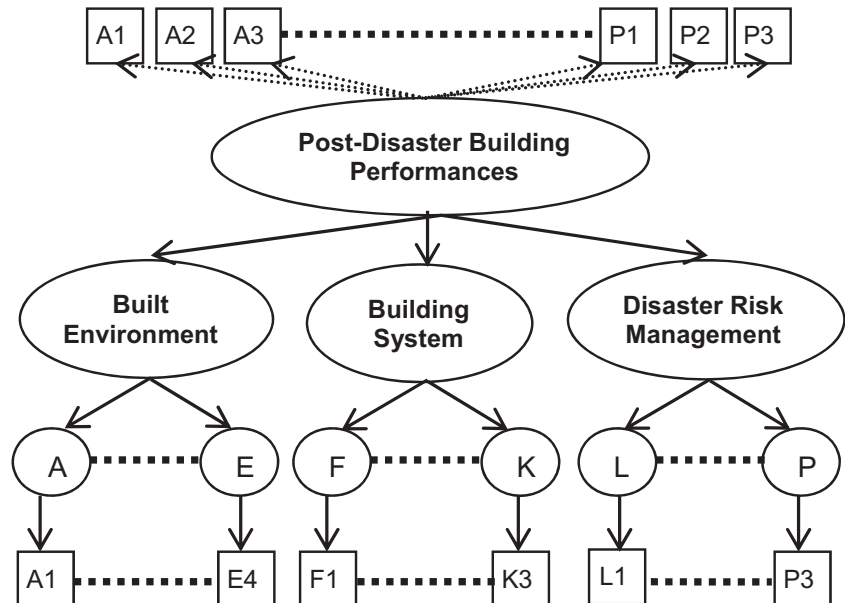 A1 A2 A3 P1 P2 P3
Post-Disaster Building
Performances
Built
Environment
Building
System
Disaster Risk
Management
A E F K L P
A1 E4 F1 K3 L1 P3